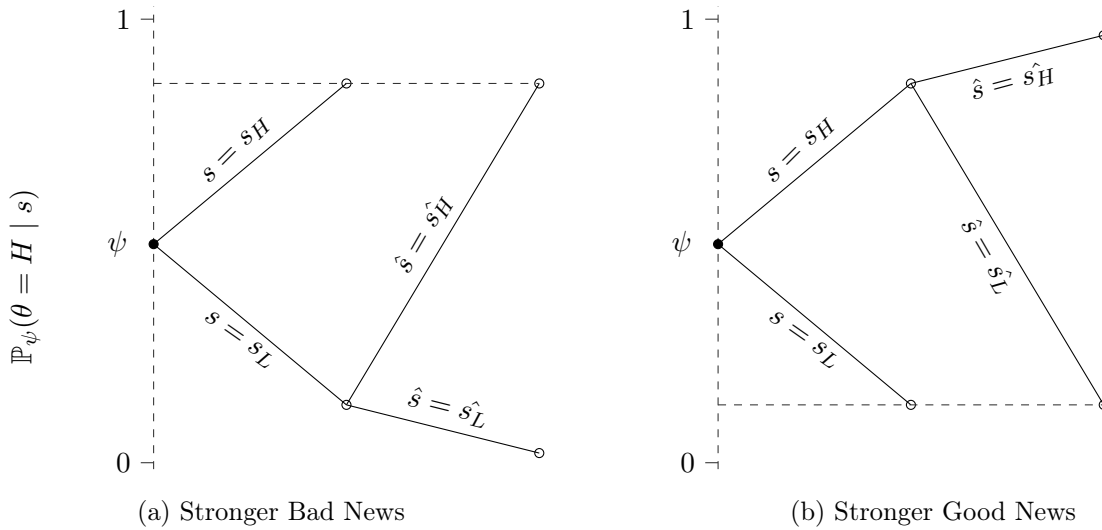 1
1
s = s_H
s = s_H
ŝ = ŝ_H
ŝ = ŝ_H
ψ
ψ
ℙ_ψ(θ = H | s)
ŝ = ŝ_L
s = s_L
s = s_L
ŝ = ŝ_L
0
0
(a) Stronger Bad News
(b) Stronger Good News